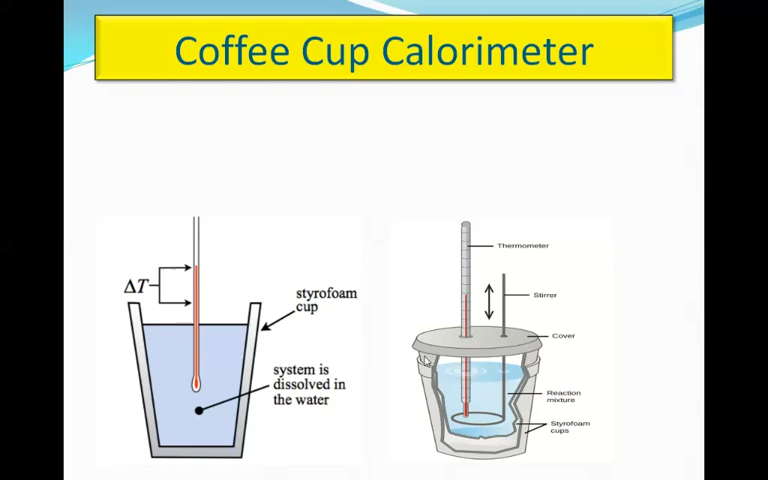 Coffee Cup Calorimeter
ΔT
styrofoam
cup
system is
dissolved in
the water
Thermometer
Stirrer
Cover
Reaction
mixture
Styrofoam
cups